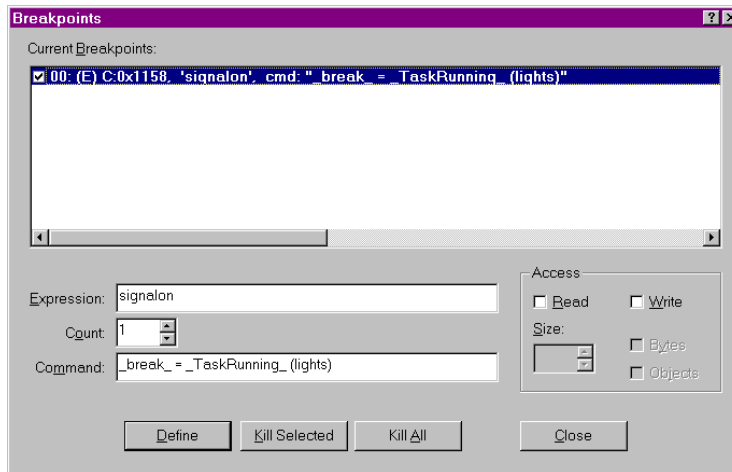 Breakpoints
Current Breakpoints:
00: (E) C:0x1158, 'signalon', cmd: "_break_ = _TaskRunning_ (lights)"
Access
Expression: signalon
Read Write
Count: 1
Size:
Bytes
Command: _break_ = _TaskRunning_ (lights)
Objects
Define Kill Selected Kill All Close